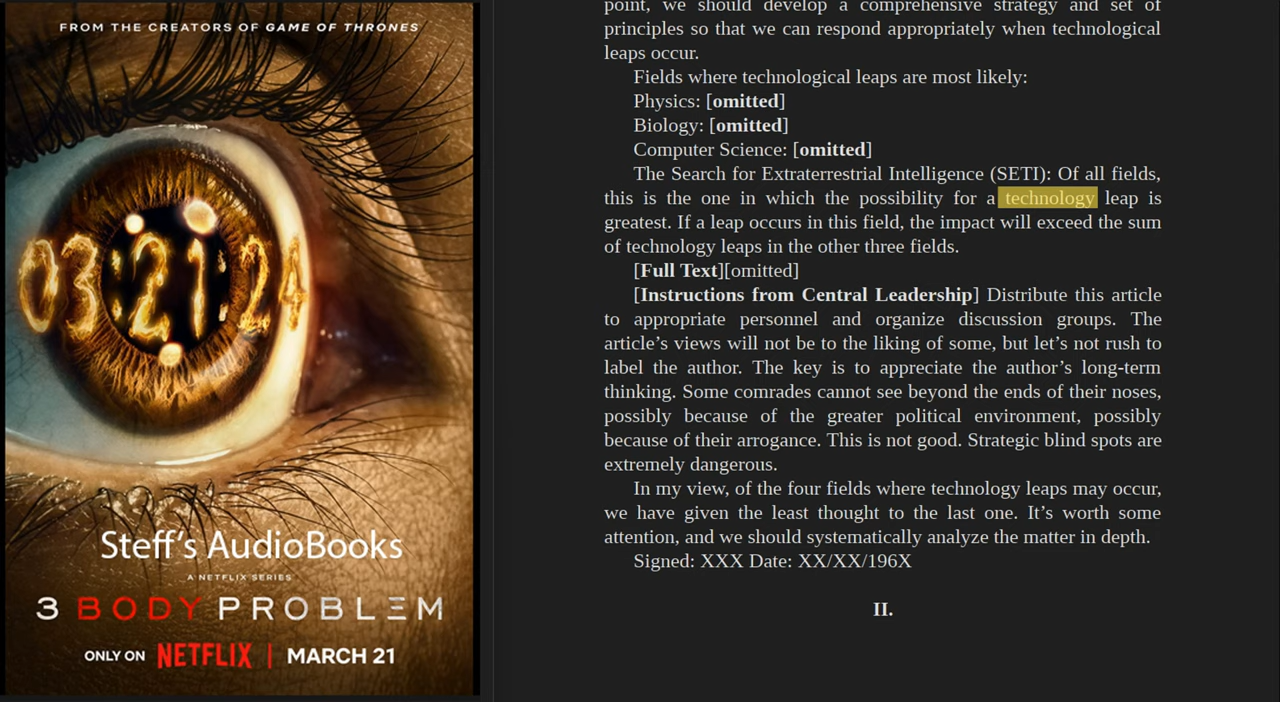 FROM THE CREATORS OF GAME OF THRONES
03:21:24
Steff's AudioBooks
A NETFLIX SERIES
3 BODY PROBLEM
ONLY ON NETFLIX | MARCH 21
point, we should develop a comprehensive strategy and set of
principles so that we can respond appropriately when technological
leaps occur.
Fields where technological leaps are most likely:
Physics: [omitted]
Biology: [omitted]
Computer Science: [omitted]
The Search for Extraterrestrial Intelligence (SETI): Of all fields,
this is the one in which the possibility for a technology leap is
greatest. If a leap occurs in this field, the impact will exceed the sum
of technology leaps in the other three fields.
[Full Text][omitted]
[Instructions from Central Leadership] Distribute this article
to appropriate personnel and organize discussion groups. The
article’s views will not be to the liking of some, but let’s not rush to
label the author. The key is to appreciate the author’s long-term
thinking. Some comrades cannot see beyond the ends of their noses,
possibly because of the greater political environment, possibly
because of their arrogance. This is not good. Strategic blind spots are
extremely dangerous.
In my view, of the four fields where technology leaps may occur,
we have given the least thought to the last one. It’s worth some
attention, and we should systematically analyze the matter in depth.
Signed: XXX Date: XX/XX/196X
II.